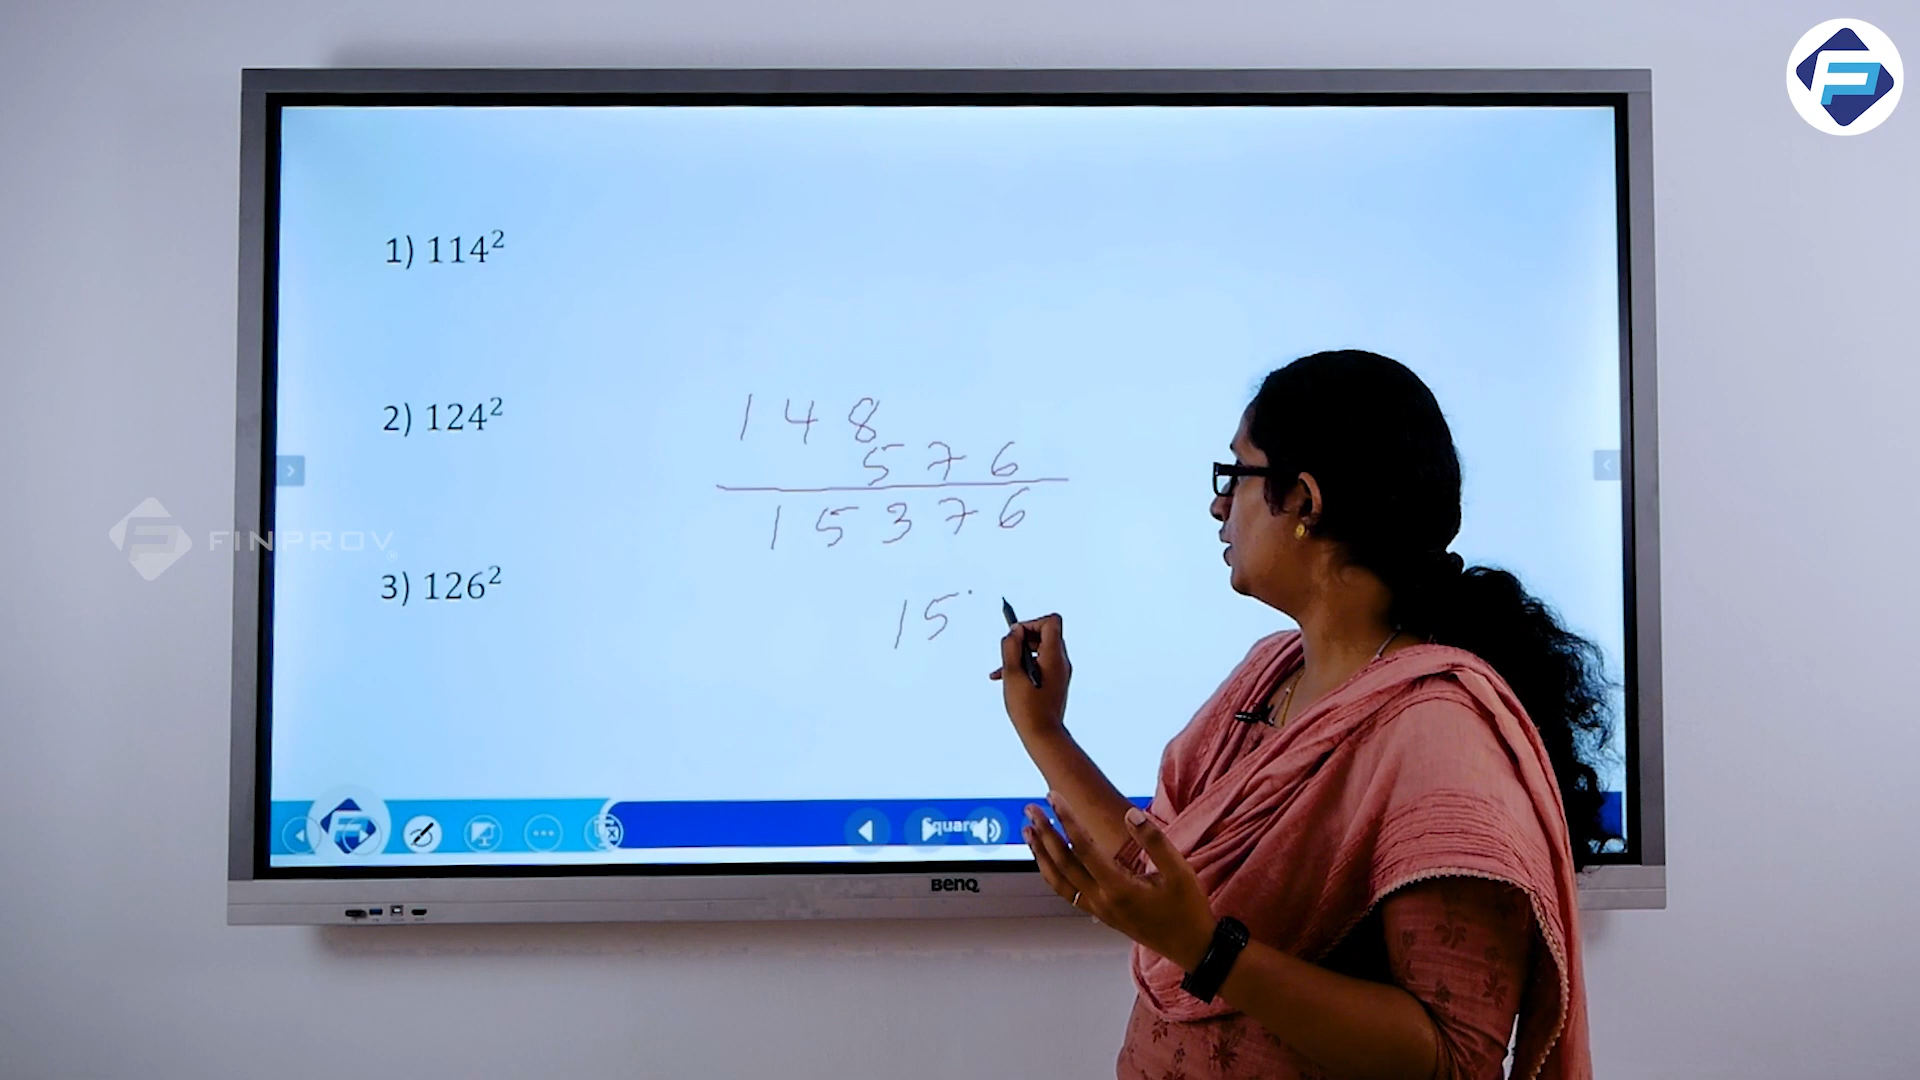 1) 114²
2) 124²
148
576
15376
3) 126²
15
FINPROV
Square
BenQ